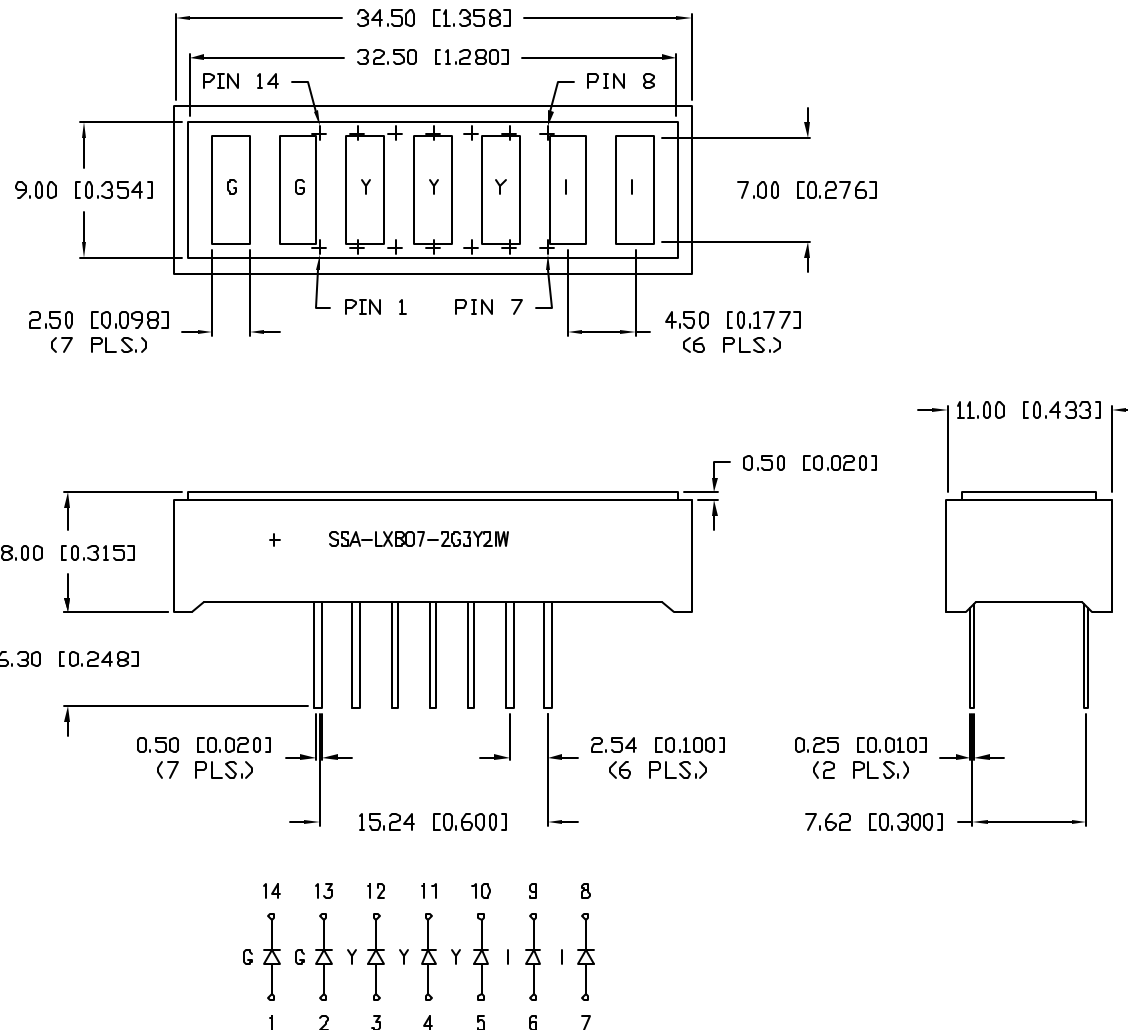 34.50 [1.358]
32.50 [1.280]
PIN 14
PIN 8
9.00 [0.354]
G G Y Y Y I I
7.00 [0.276]
PIN 1
PIN 7
2.50 [0.098]
(7 PLS.)
4.50 [0.177]
(6 PLS.)
11.00 [0.433]
0.50 [0.020]
+ SSA-LXB07-2G3Y2IW
8.00 [0.315]
6.30 [0.248]
0.50 [0.020]
(7 PLS.)
2.54 [0.100]
(6 PLS.)
0.25 [0.010]
(2 PLS.)
15.24 [0.600]
7.62 [0.300]
14 13 12 11 10 9 8
G G Y Y Y I I
1 2 3 4 5 6 7